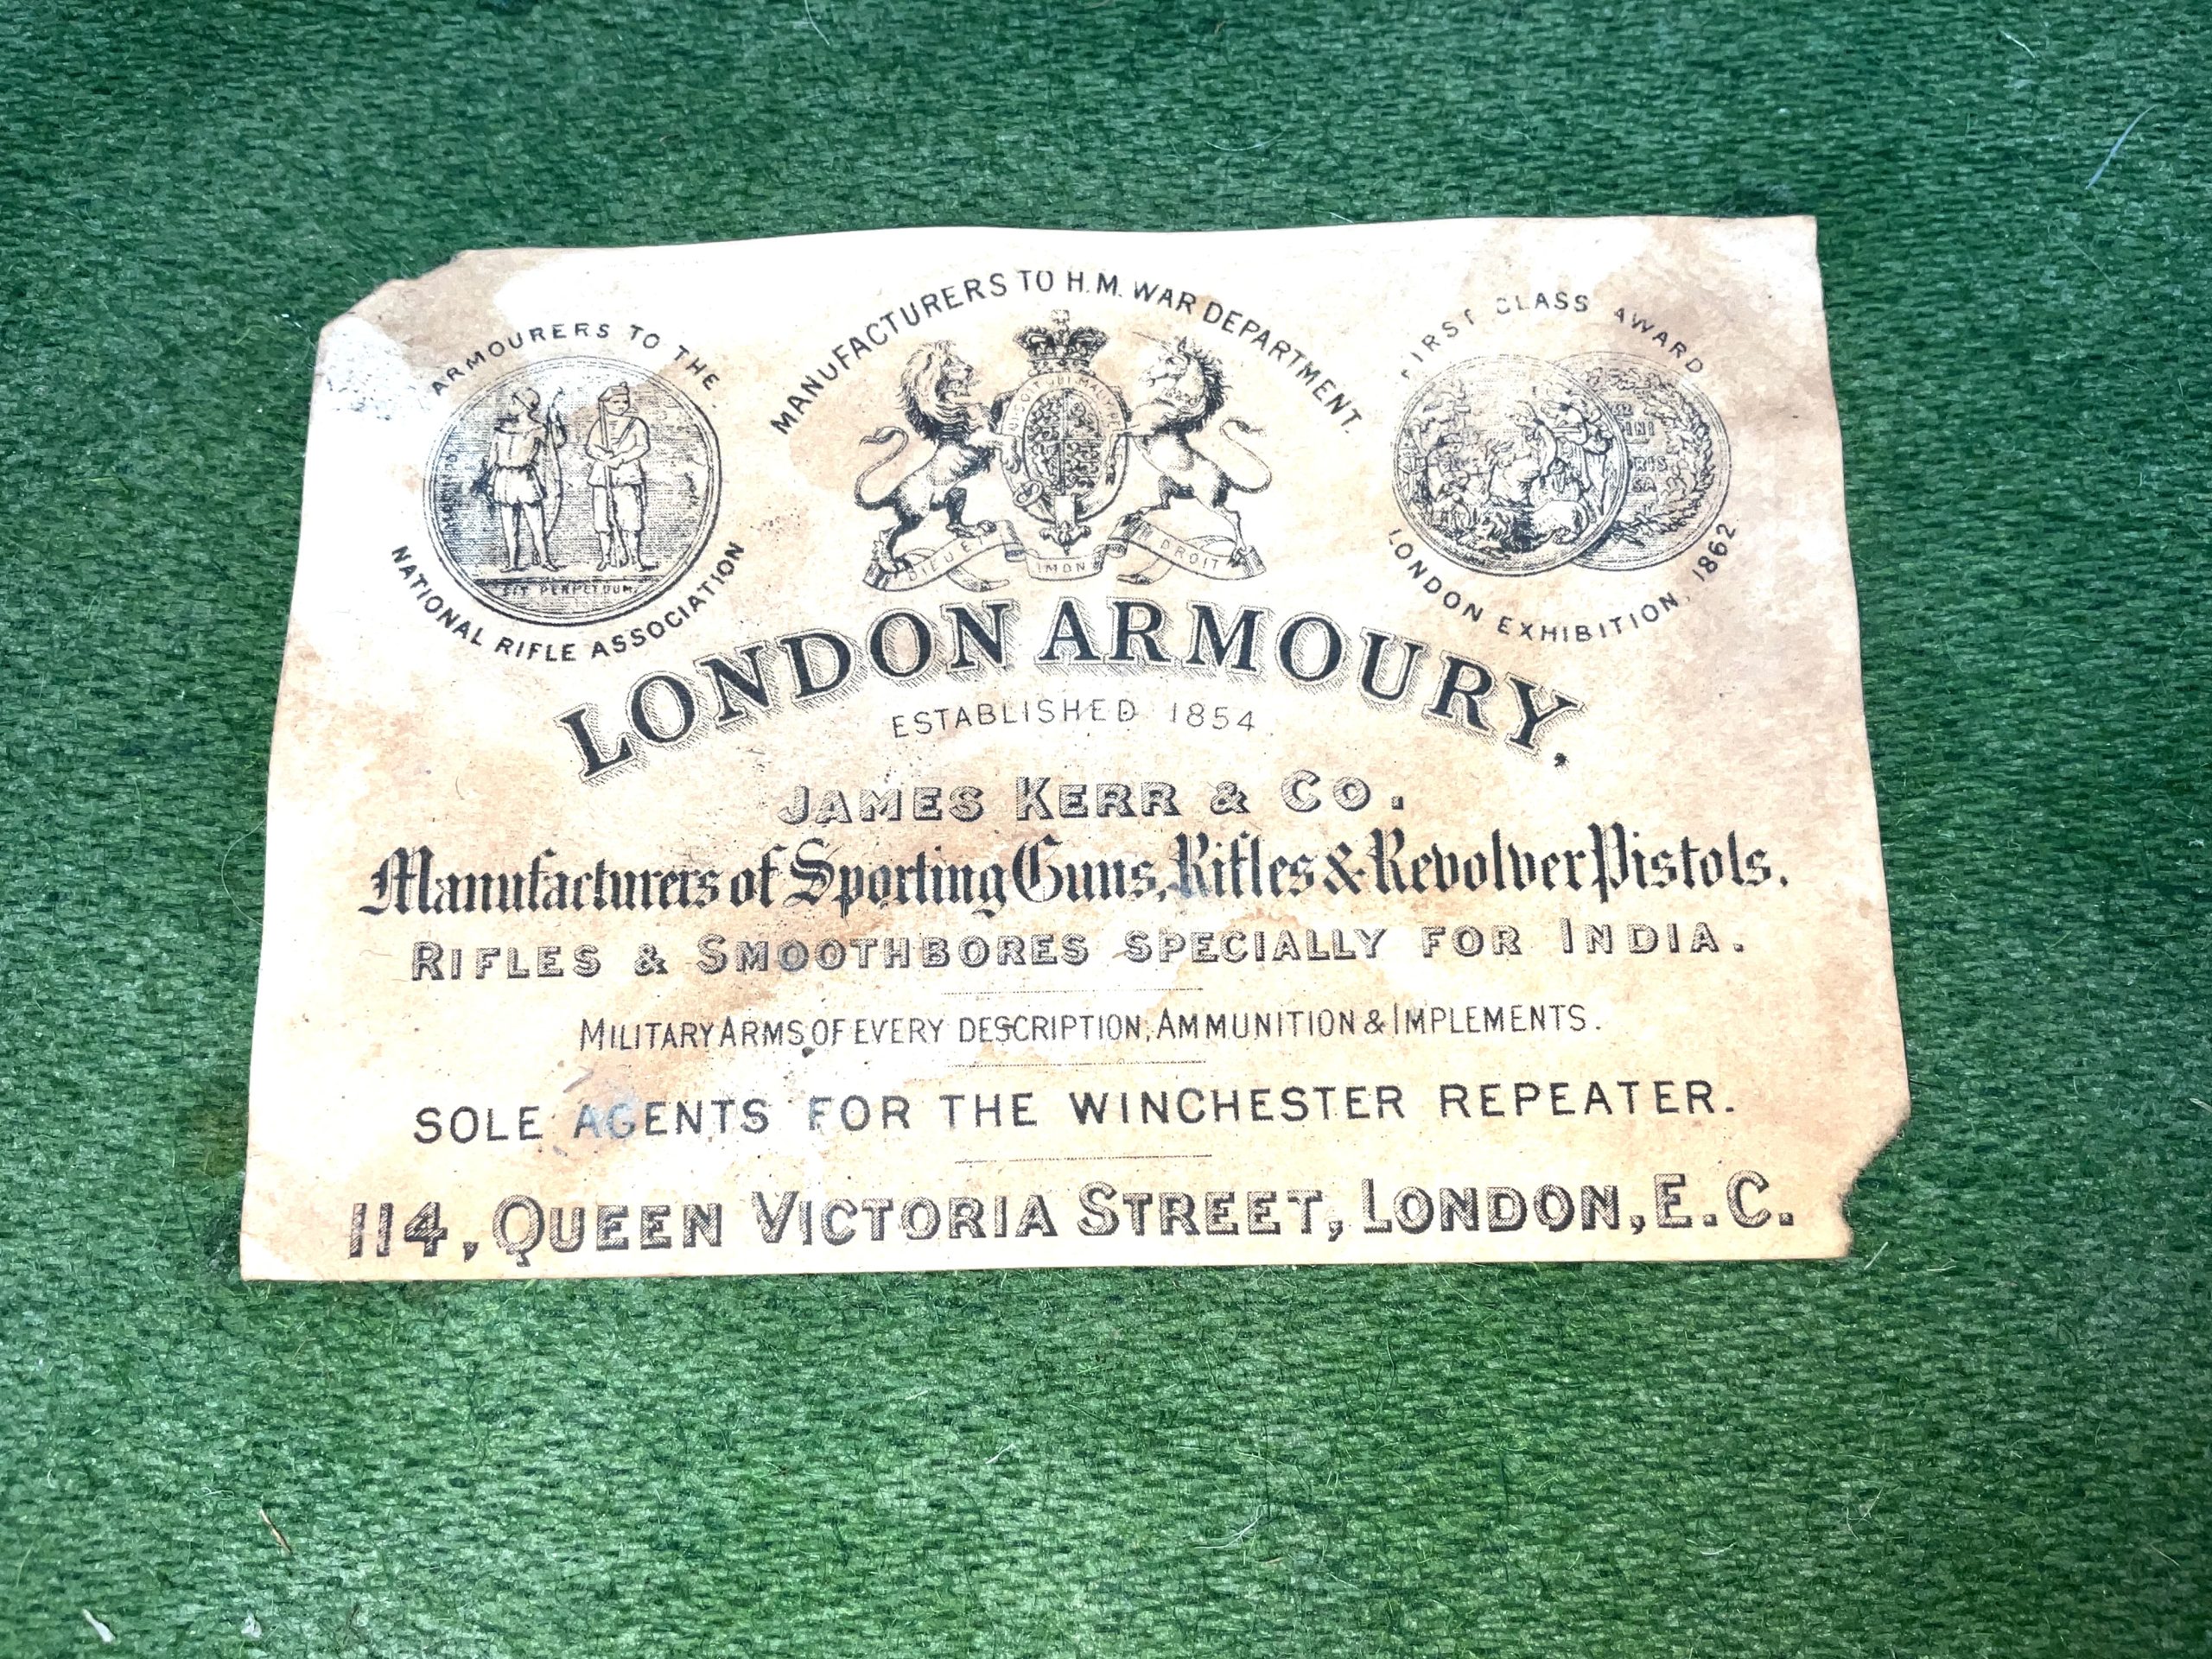 ARMOURERS TO THE
NATIONAL RIFLE ASSOCIATION
SIT PERPETUUM
MANUFACTURERS TO H.M. WAR DEPARTMENT.
DIEU ET MON DROIT
FIRST CLASS AWARD
LONDON EXHIBITION, 1862
LONDON ARMOURY.
ESTABLISHED 1854
JAMES KERR & CO.
Manufacturers of Sporting Guns, Rifles & Revolver Pistols.
RIFLES & SMOOTHBORES SPECIALLY FOR INDIA.
MILITARY ARMS OF EVERY DESCRIPTION, AMMUNITION & IMPLEMENTS.
SOLE AGENTS FOR THE WINCHESTER REPEATER.
114, QUEEN VICTORIA STREET, LONDON, E.C.